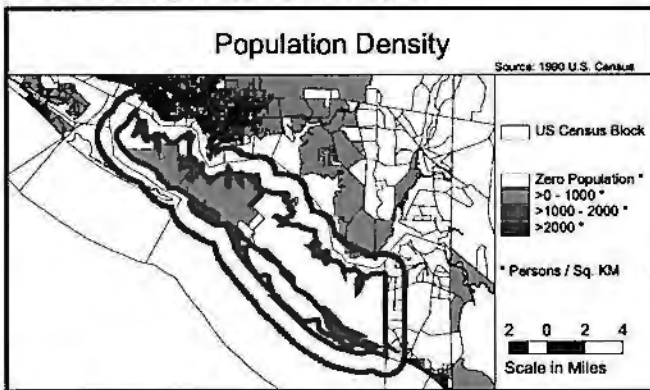 Population Density
Source: 1990 U.S. Census
US Census Block
Zero Population *
>0 - 1000 *
>1000 - 2000 *
>2000 *
* Persons / Sq. KM
2 0 2 4
Scale in Miles